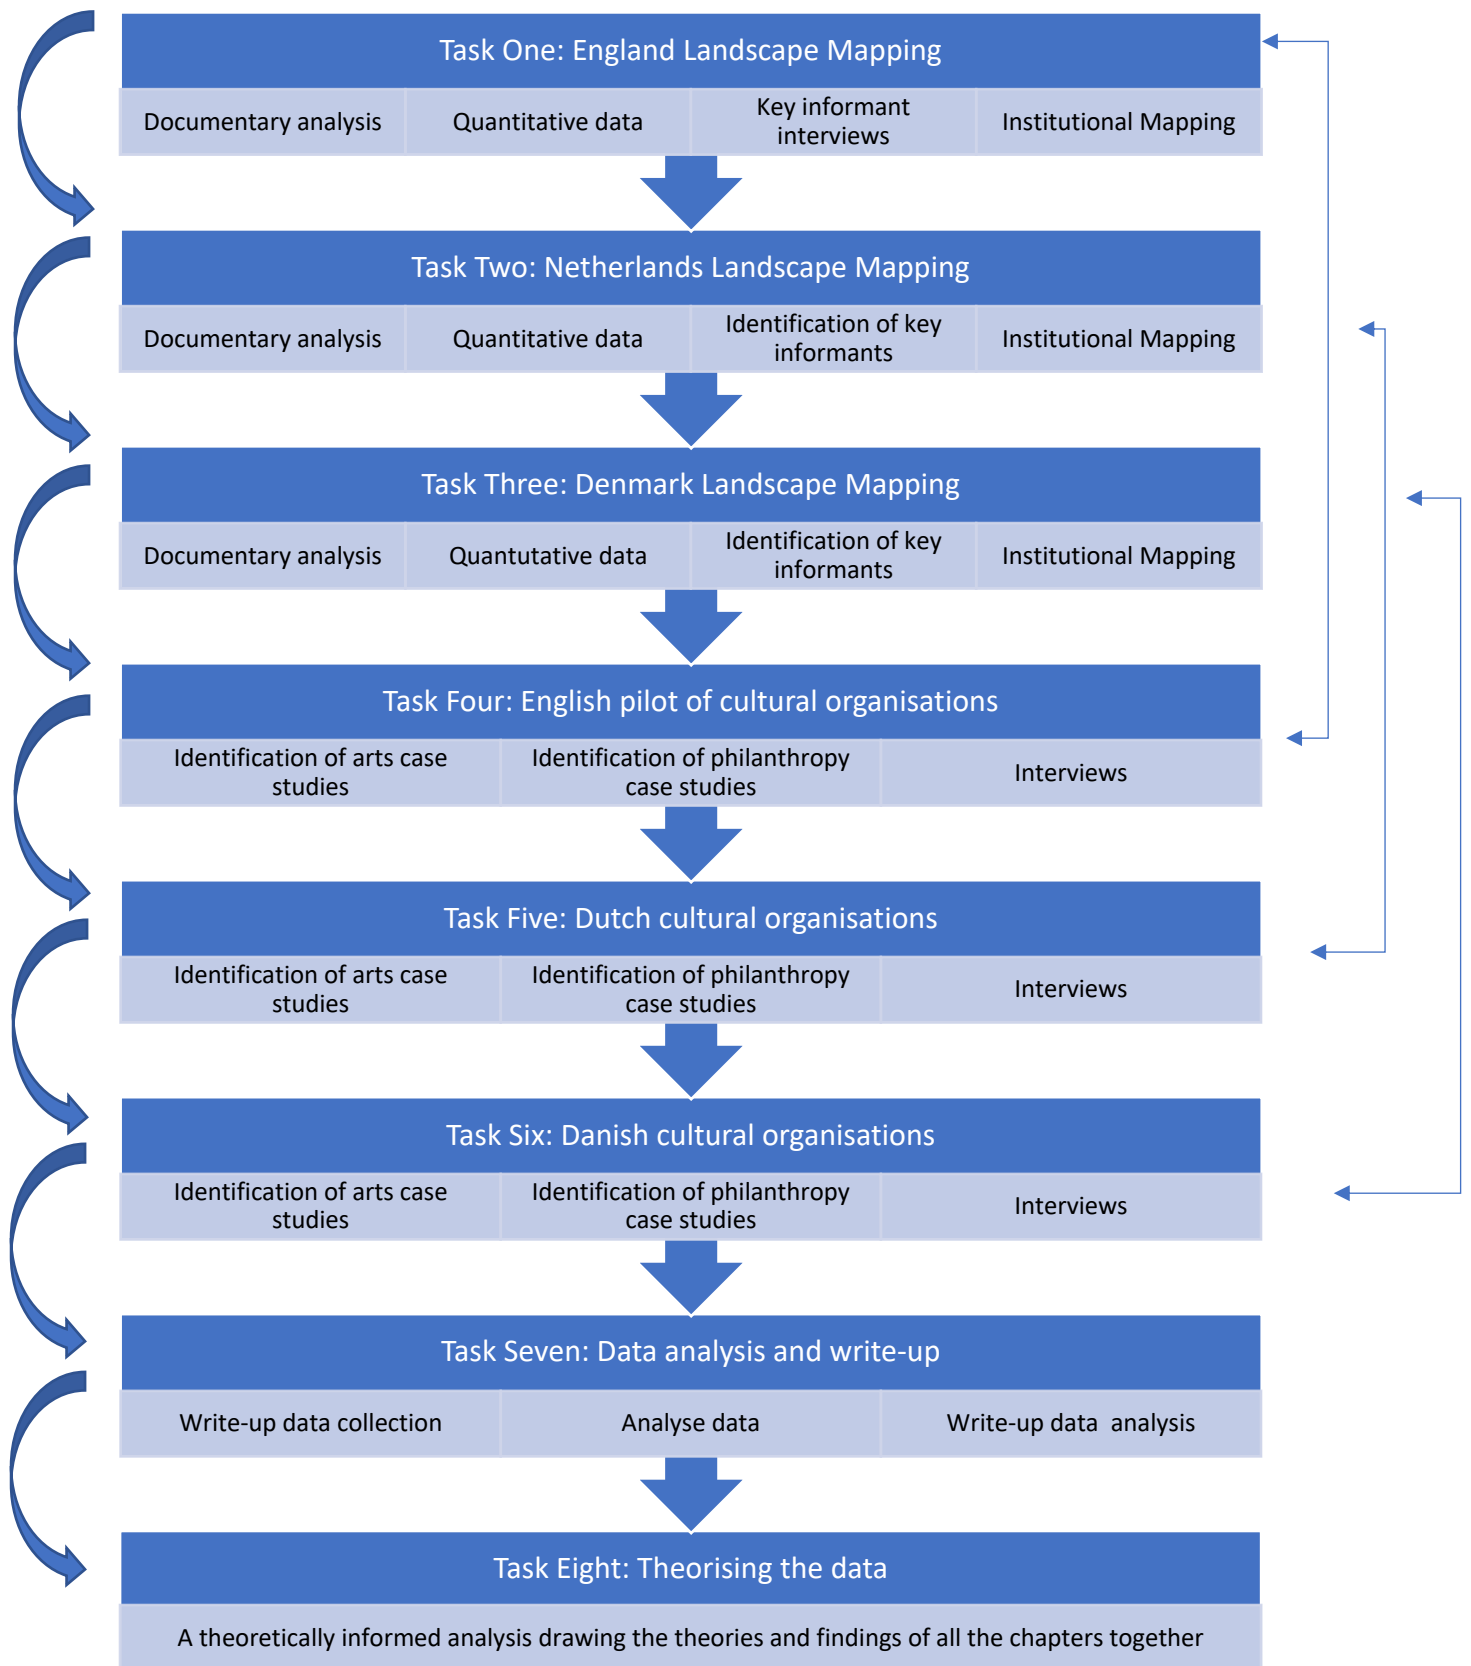 Task One: England Landscape Mapping
Documentary analysis
Quantitative data
Key informant
interviews
Institutional Mapping
Task Two: Netherlands Landscape Mapping
Documentary analysis
Quantitative data
Identification of key
informants
Institutional Mapping
Task Three: Denmark Landscape Mapping
Documentary analysis
Quantutative data
Identification of key
informants
Institutional Mapping
Task Four: English pilot of cultural organisations
Identification of arts case
studies
Identification of philanthropy
case studies
Interviews
Task Five: Dutch cultural organisations
Identification of arts case
studies
Identification of philanthropy
case studies
Interviews
Task Six: Danish cultural organisations
Identification of arts case
studies
Identification of philanthropy
case studies
Interviews
Task Seven: Data analysis and write-up
Write-up data collection
Analyse data
Write-up data  analysis
Task Eight: Theorising the data
A theoretically informed analysis drawing the theories and findings of all the chapters together